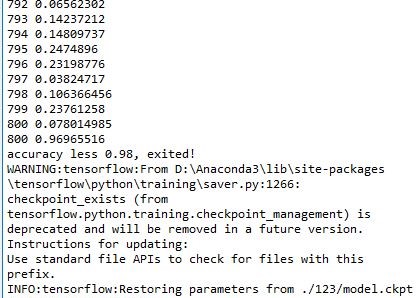 792 0.06562302
793 0.14237212
794 0.14809737
795 0.2474896
796 0.23198776
797 0.03824717
798 0.106366456
799 0.23761258
800 0.078014985
800 0.96965516
accuracy less 0.98, exited!
WARNING:tensorflow:From D:\Anaconda3\lib\site-packages
\tensorflow\python\training\saver.py:1266:
checkpoint_exists (from
tensorflow.python.training.checkpoint_management) is
deprecated and will be removed in a future version.
Instructions for updating:
Use standard file APIs to check for files with this
prefix.
INFO:tensorflow:Restoring parameters from ./123/model.ckpt